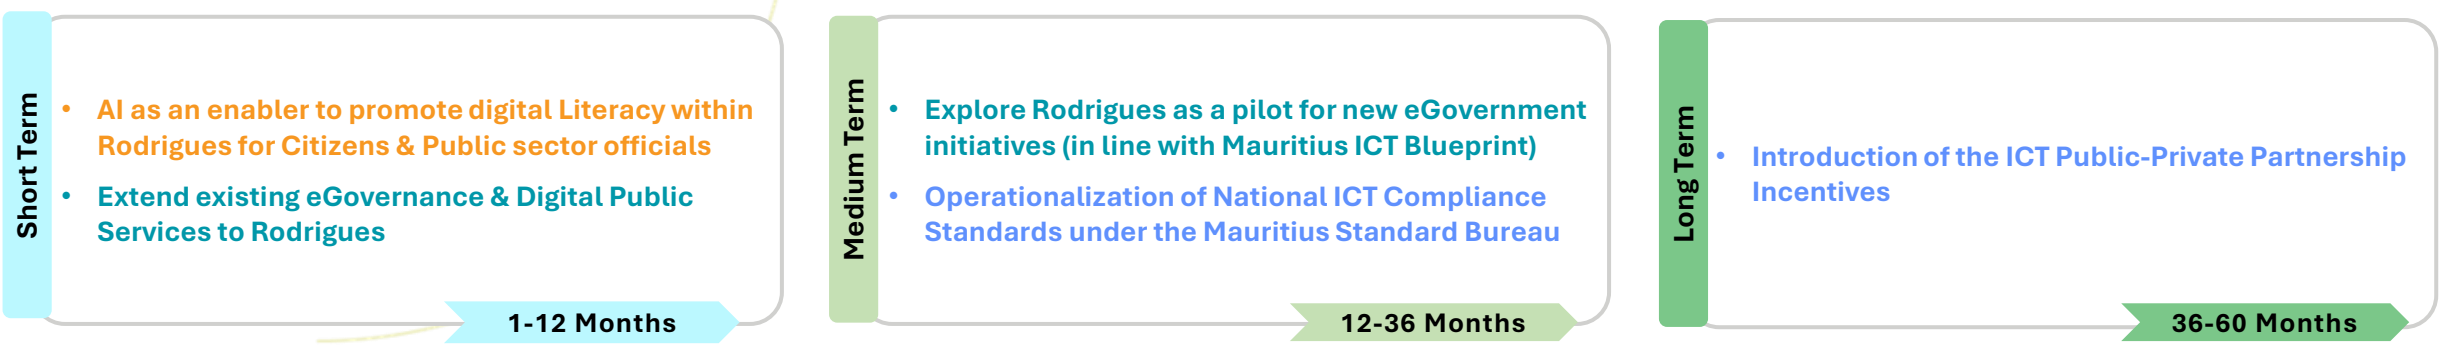 Short Term
• AI as an enabler to promote digital Literacy within
Rodrigues for Citizens & Public sector officials
• Extend existing eGovernance & Digital Public
Services to Rodrigues
1-12 Months
Medium Term
• Explore Rodrigues as a pilot for new eGovernment
initiatives (in line with Mauritius ICT Blueprint)
• Operationalization of National ICT Compliance
Standards under the Mauritius Standard Bureau
12-36 Months
Long Term
• Introduction of the ICT Public-Private Partnership
Incentives
36-60 Months